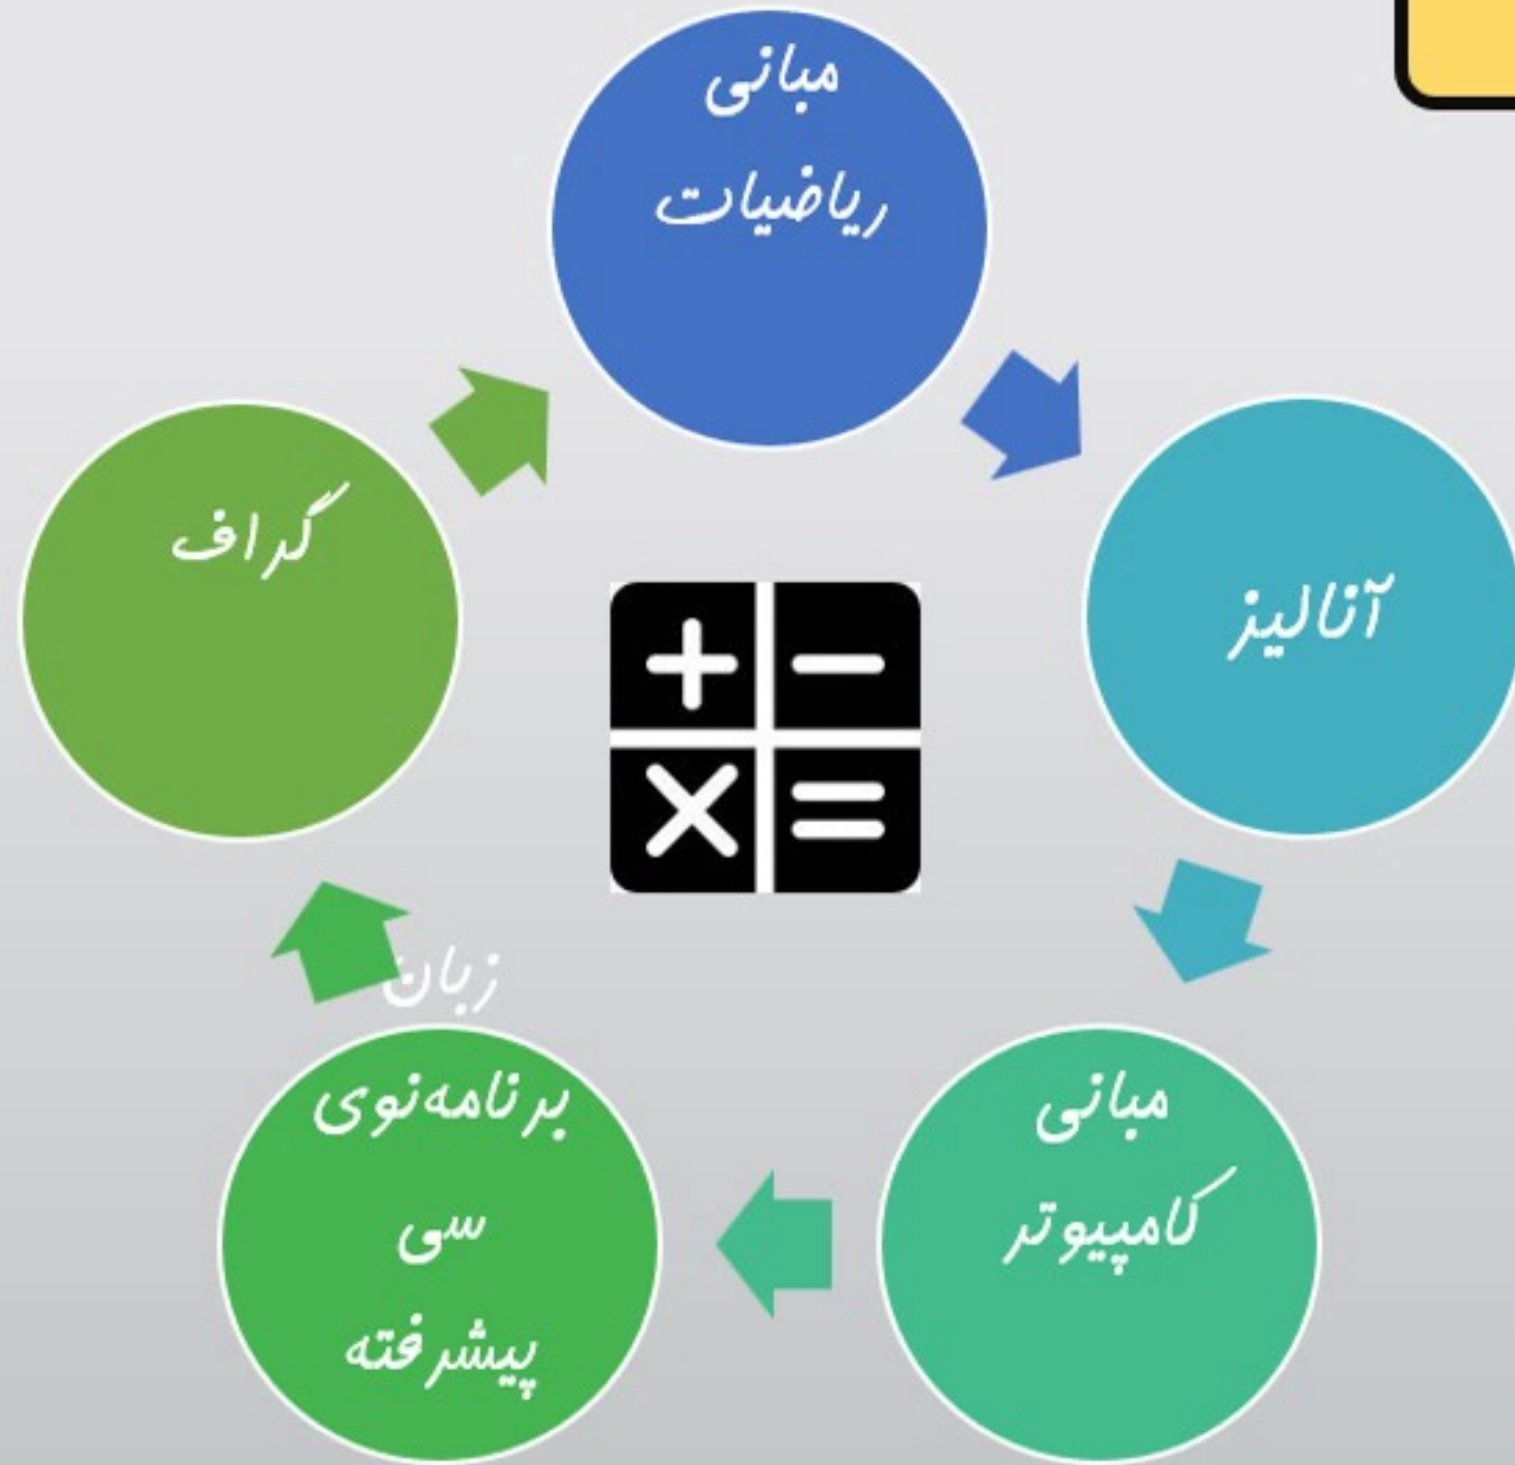 مبانی
ریاضیات
آنالیز
مبانی
کامپیوتر
زبان
برنامه‌نوی
سی
پیشرفته
گراف